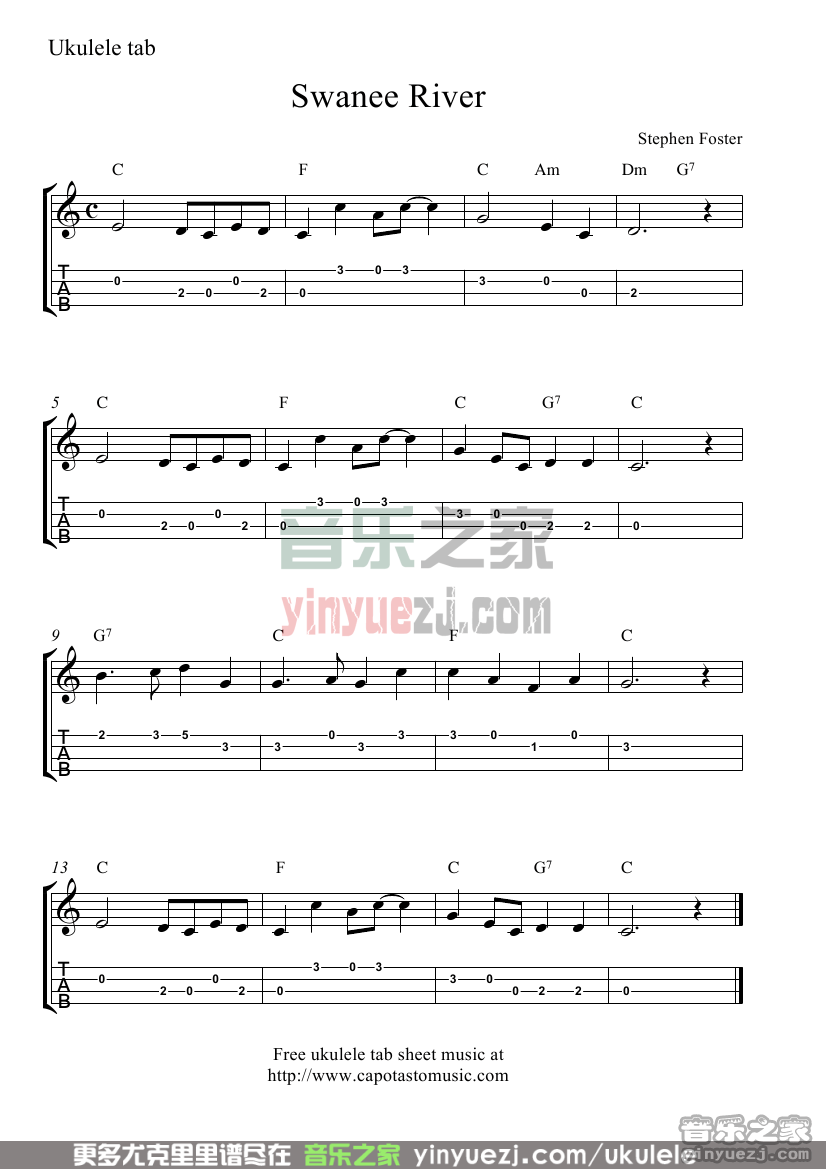 Ukulele tab
Swanee River
Stephen Foster
C F C Am Dm G7
T A B
0 2 0 0 2 0 3 0 3 3 0 0 2
5 C F C G7 C
0 2 0 0 2 0 3 0 3 3 0 0 2 2 0
音乐之家
yinyuezj.com
9 G7 C F C
2 3 5 3 3 0 3 3 3 0 1 0 3
13 C F C G7 C
T A B
0 2 0 0 2 0 3 0 3 3 0 0 2 2 0
Free ukulele tab sheet music at
http://www.capotastomusic.com
音乐之家
更多尤克里里谱尽在 音乐之家 yinyuezj.com/ukulele
www.yinyuezj.com